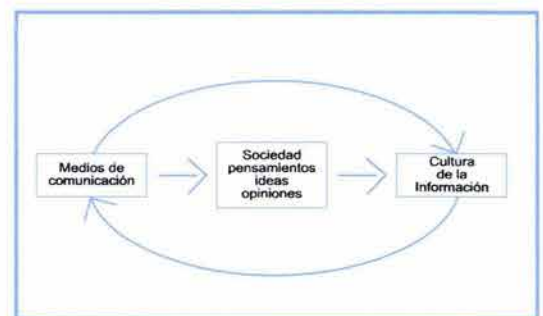 Medios de
comunicación
Sociedad
pensamientos
ideas
opiniones
Cultura
de la
Información